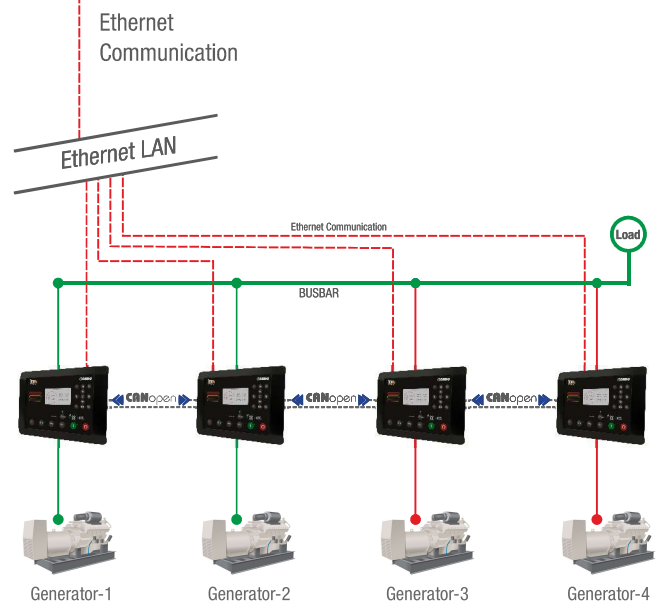 Ethernet
Communication
Ethernet LAN
Ethernet Communication
Load
BUSBAR
CANopen
CANopen
CANopen
Generator-1
Generator-2
Generator-3
Generator-4